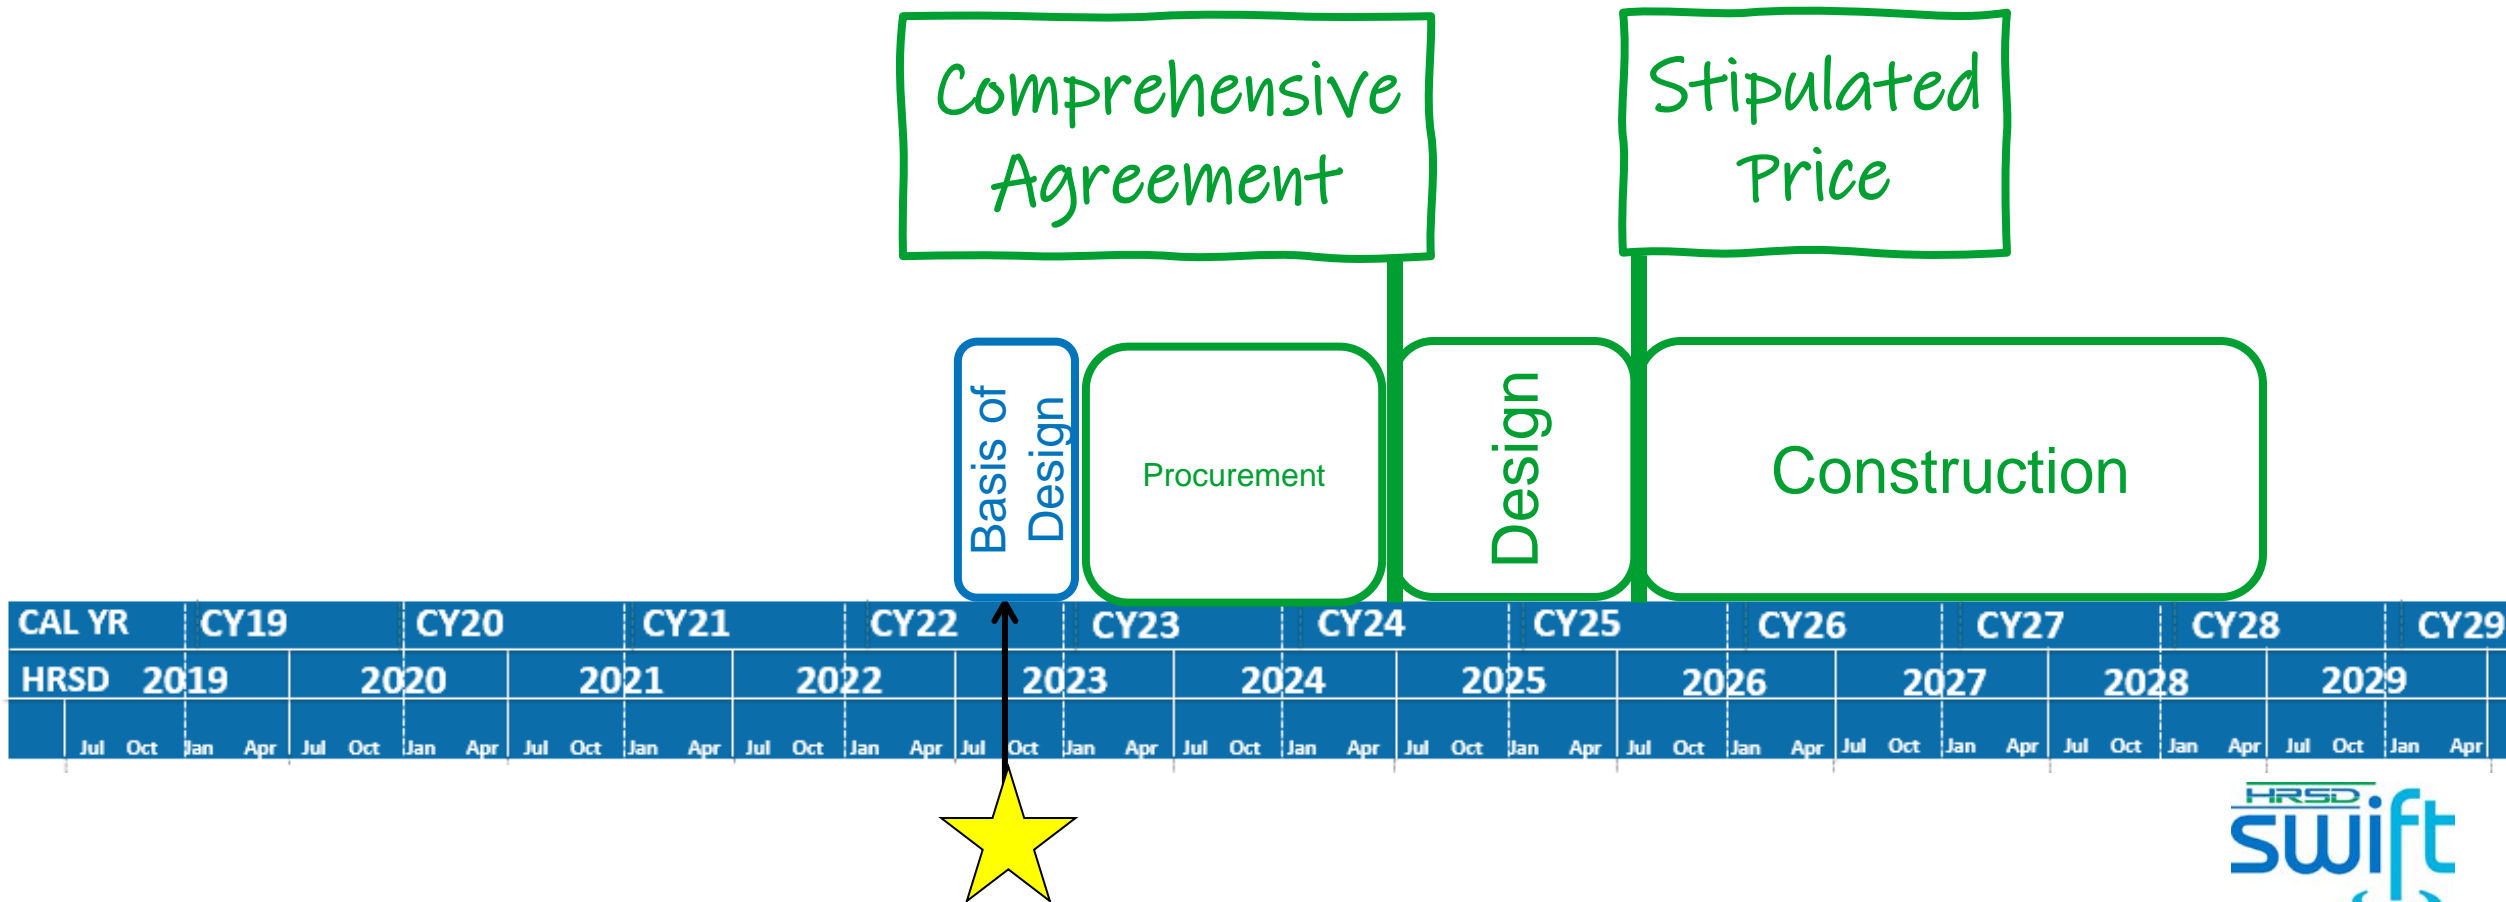 Comprehensive
Agreement
Stipulated
Price
Basis of
Design
Procurement
Design
Construction
CAL YR CY19 CY20 CY21 CY22 CY23 CY24 CY25 CY26 CY27 CY28 CY29
HRSD 2019 2020 2021 2022 2023 2024 2025 2026 2027 2028 2029
Jul Oct Jan Apr Jul Oct Jan Apr Jul Oct Jan Apr Jul Oct Jan Apr Jul Oct Jan Apr Jul Oct Jan Apr Jul Oct Jan Apr Jul Oct Jan Apr Jul Oct Jan Apr Jul Oct Jan Apr Jul Oct Jan Apr
HRSD
swift